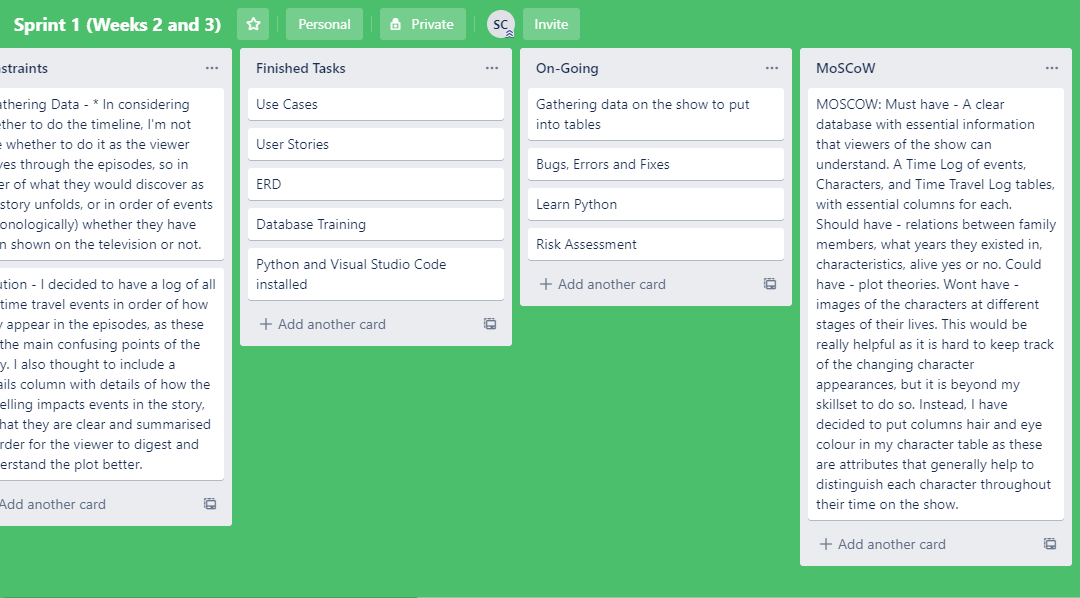 Sprint 1 (Weeks 2 and 3)
Personal
Private
SC
Invite
straints
athering Data - * In considering
ether to do the timeline, I'm not
whether to do it as the viewer
ves through the episodes, so in
er of what they would discover as
story unfolds, or in order of events
onologically) whether they have
n shown on the television or not.
ution - I decided to have a log of all
time travel events in order of how
y appear in the episodes, as these
the main confusing points of the
y. I also thought to include a
ails column with details of how the
elling impacts events in the story,
hat they are clear and summarised
rder for the viewer to digest and
erstand the plot better.
Add another card
Finished Tasks
Use Cases
User Stories
ERD
Database Training
Python and Visual Studio Code
installed
Add another card
On-Going
Gathering data on the show to put
into tables
Bugs, Errors and Fixes
Learn Python
Risk Assessment
Add another card
MoSCoW
MOSCOW: Must have - A clear
database with essential information
that viewers of the show can
understand. A Time Log of events,
Characters, and Time Travel Log tables,
with essential columns for each.
Should have - relations between family
members, what years they existed in,
characteristics, alive yes or no. Could
have - plot theories. Wont have -
images of the characters at different
stages of their lives. This would be
really helpful as it is hard to keep track
of the changing character
appearances, but it is beyond my
skillset to do so. Instead, I have
decided to put columns hair and eye
colour in my character table as these
are attributes that generally help to
distinguish each character throughout
their time on the show.
Add another card